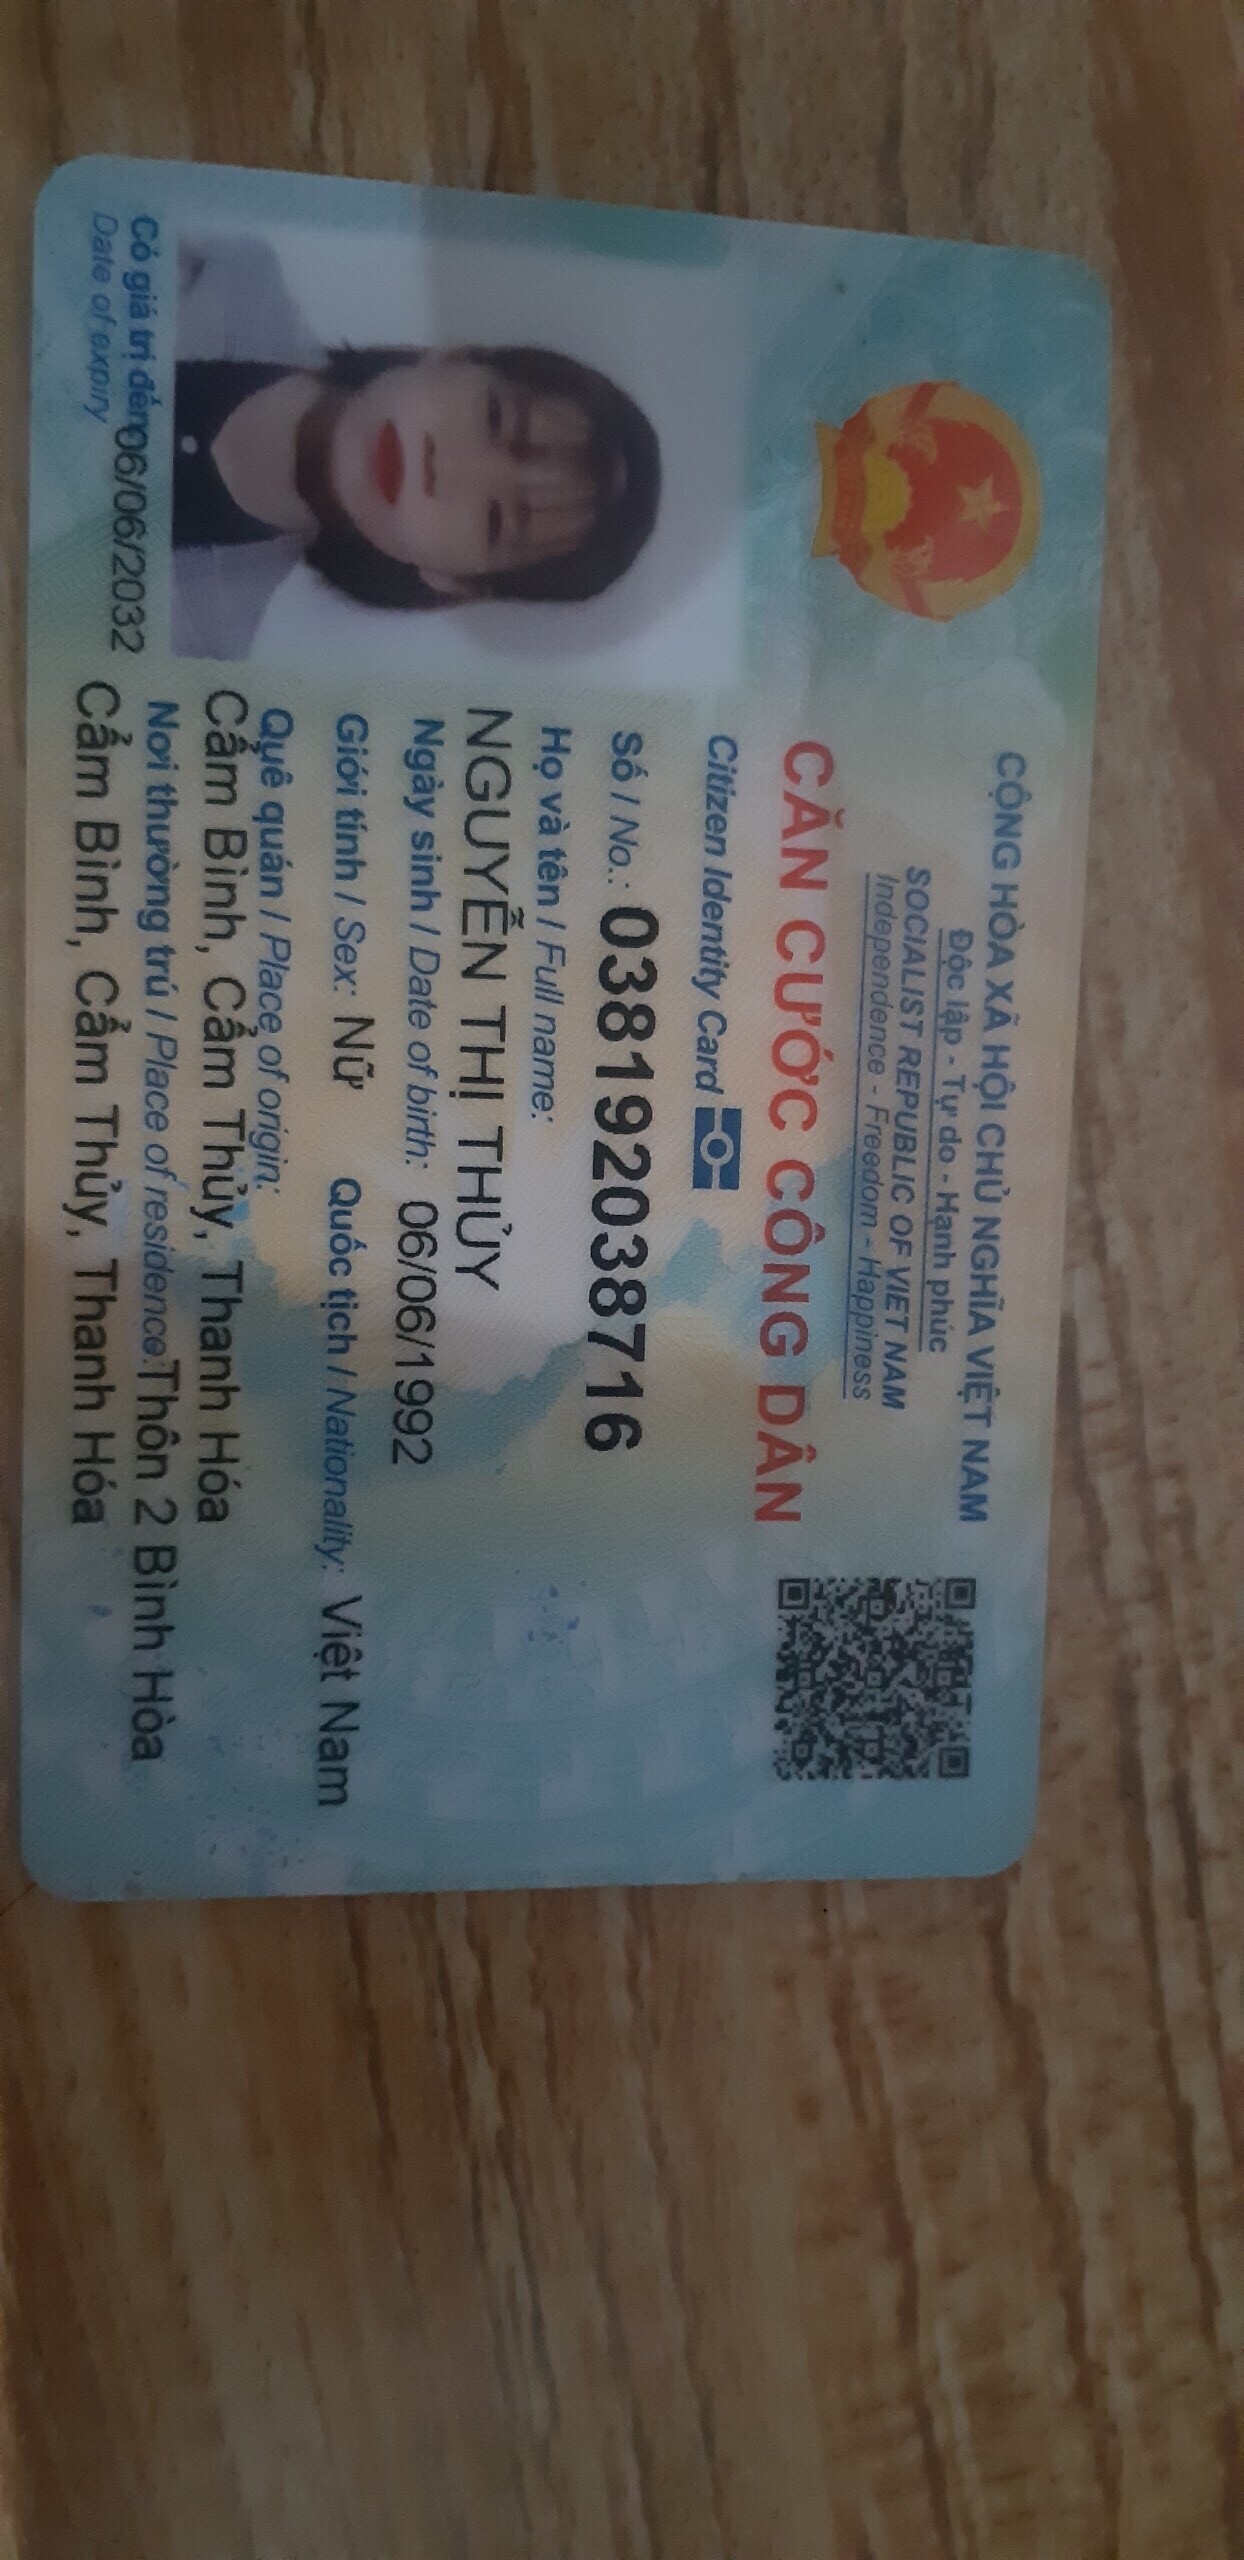 CỘNG HÒA XÃ HỘI CHỦ NGHĨA VIỆT NAM
Độc lập - Tự do - Hạnh phúc
SOCIALIST REPUBLIC OF VIET NAM
Independence - Freedom - Happiness
CĂN CƯỚC CÔNG DÂN
Citizen Identity Card
Số / No.: 038192038716
Họ và tên / Full name:
NGUYỄN THỊ THỦY
Ngày sinh / Date of birth: 06/06/1992
Giới tính / Sex: Nữ Quốc tịch / Nationality: Việt Nam
Quê quán / Place of origin:
Cẩm Bình, Cẩm Thủy, Thanh Hóa
Nơi thường trú / Place of residence: Thôn 2 Bình Hòa
Cẩm Bình, Cẩm Thủy, Thanh Hóa
Có giá trị đến: 06/06/2032
Date of expiry